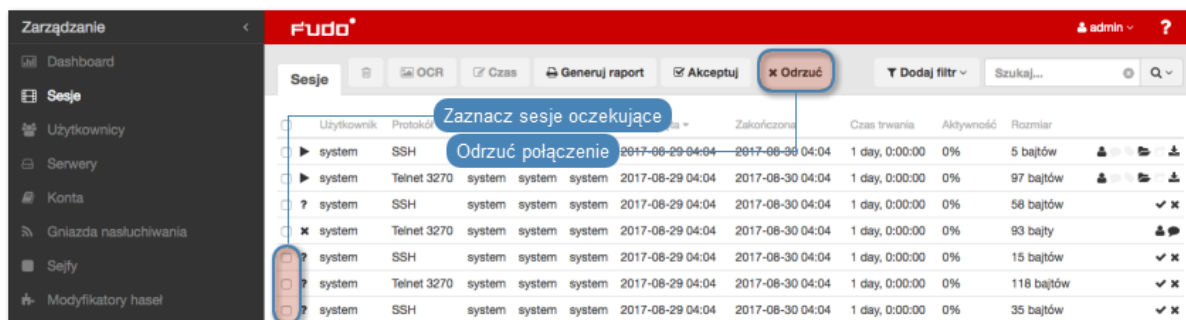 Zarządzanie
Fudo
admin
?
Dashboard
Sesje
Użytkownicy
Serwery
Konta
Gniazda nasłuchiwania
Sejfy
Modyfikatory haseł
Sesje OCR Czas Generuj raport Akceptuj Odrzuć Dodaj filtr Szukaj...
Zaznacz sesje oczekujące
Odrzuć połączenie
Użytkownik Protokół Zakończona Czas trwania Aktywność Rozmiar
system SSH 2017-08-29 04:04 2017-08-30 04:04 1 day, 0:00:00 0% 5 bajtów
system Telnet 3270 system system system 2017-08-29 04:04 2017-08-30 04:04 1 day, 0:00:00 0% 97 bajtów
? system SSH system system system 2017-08-29 04:04 2017-08-30 04:04 1 day, 0:00:00 0% 58 bajtów
system Telnet 3270 system system system 2017-08-29 04:04 2017-08-30 04:04 1 day, 0:00:00 0% 93 bajty
? system SSH system system system 2017-08-29 04:04 2017-08-30 04:04 1 day, 0:00:00 0% 15 bajtów
? system Telnet 3270 system system system 2017-08-29 04:04 2017-08-30 04:04 1 day, 0:00:00 0% 118 bajtów
? system SSH system system system 2017-08-29 04:04 2017-08-30 04:04 1 day, 0:00:00 0% 35 bajtów